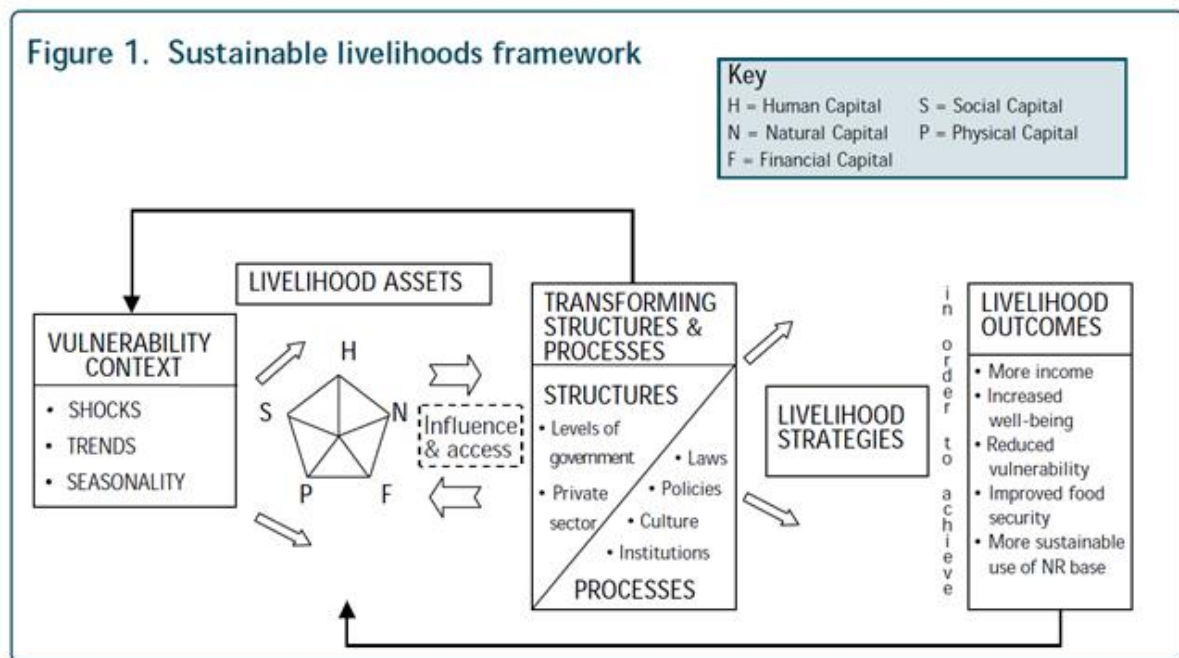 Figure 1. Sustainable livelihoods framework
Key
H = Human Capital S = Social Capital
N = Natural Capital P = Physical Capital
F = Financial Capital
LIVELIHOOD ASSETS
VULNERABILITY
CONTEXT
• SHOCKS
• TRENDS
• SEASONALITY
H
S
N
P
F
Influence
& access
TRANSFORMING
STRUCTURES &
PROCESSES
STRUCTURES
• Levels of
government
• Private
sector
• Laws
• Policies
• Culture
• Institutions
PROCESSES
LIVELIHOOD
STRATEGIES
in order to achieve
LIVELIHOOD
OUTCOMES
• More income
• Increased
well-being
• Reduced
vulnerability
• Improved food
security
• More sustainable
use of NR base